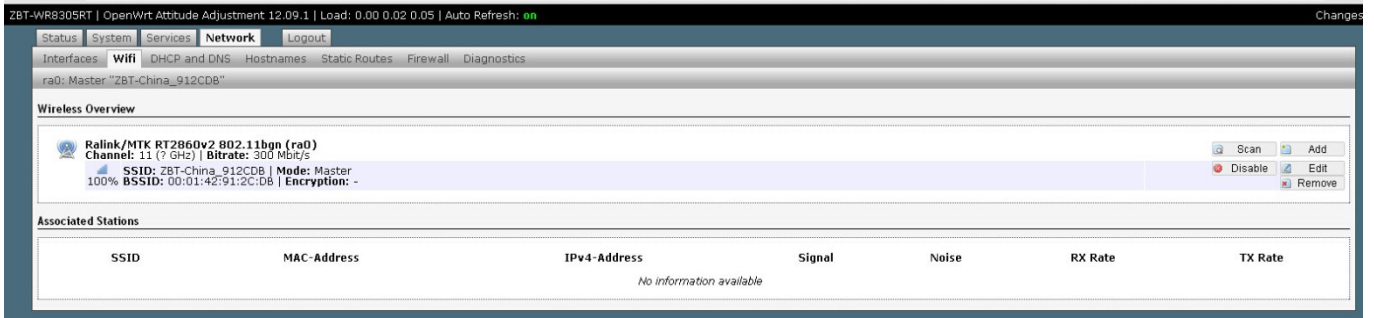 ZBT-WR8305RT | OpenWrt Attitude Adjustment 12.09.1 | Load: 0.00 0.02 0.05 | Auto Refresh: on Changes
Status System Services Network Logout
Interfaces Wifi DHCP and DNS Hostnames Static Routes Firewall Diagnostics
ra0: Master "ZBT-China_912CDB"
Wireless Overview
Ralink/MTK RT2860v2 802.11bgn (ra0)
Channel: 11 (? GHz) | Bitrate: 300 Mbit/s
Scan Add
SSID: ZBT-China_912CDB | Mode: Master
Disable Edit
100% BSSID: 00:01:42:91:2C:DB | Encryption: -
Remove
Associated Stations
SSID MAC-Address IPv4-Address Signal Noise RX Rate TX Rate
No information available